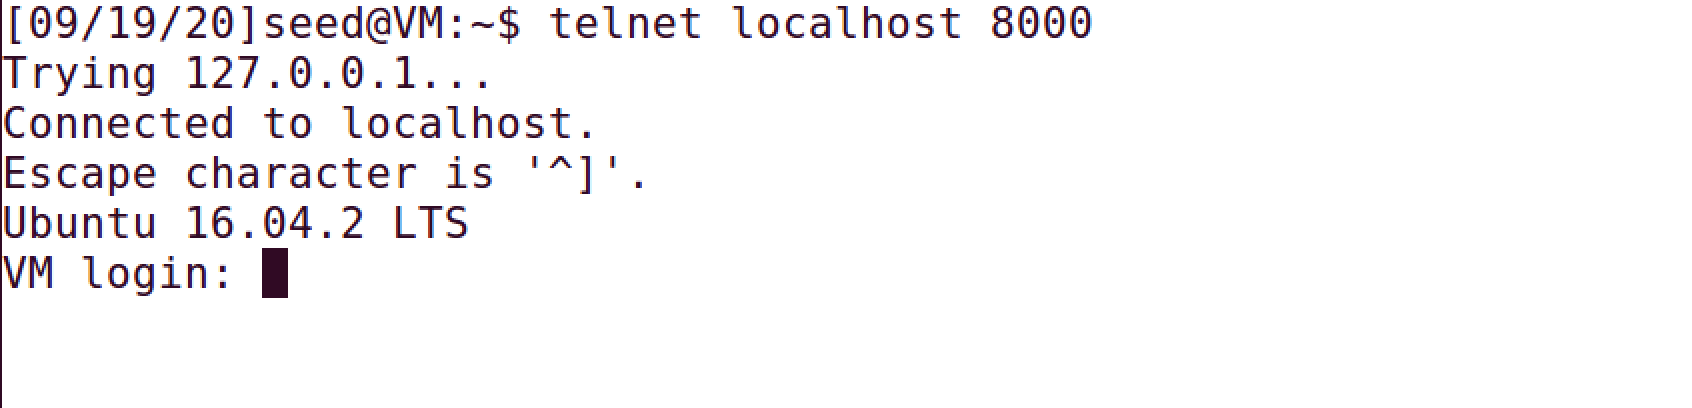 [09/19/20]seed@VM:~$ telnet localhost 8000
Trying 127.0.0.1...
Connected to localhost.
Escape character is '^]'.
Ubuntu 16.04.2 LTS
VM login: